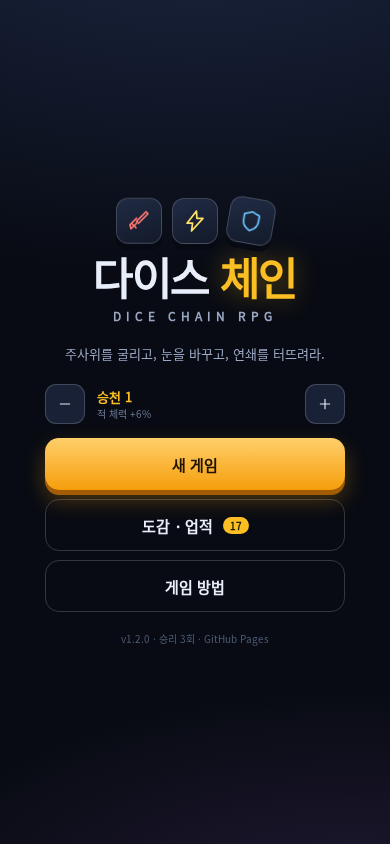 다이스 체인
DICE CHAIN RPG
주사위를 굴리고, 눈을 바꾸고, 연쇄를 터뜨려라.
승천 1
적 체력 +6%
새 게임
도감 · 업적 17
게임 방법
v1.2.0 · 승리 3회 · GitHub Pages